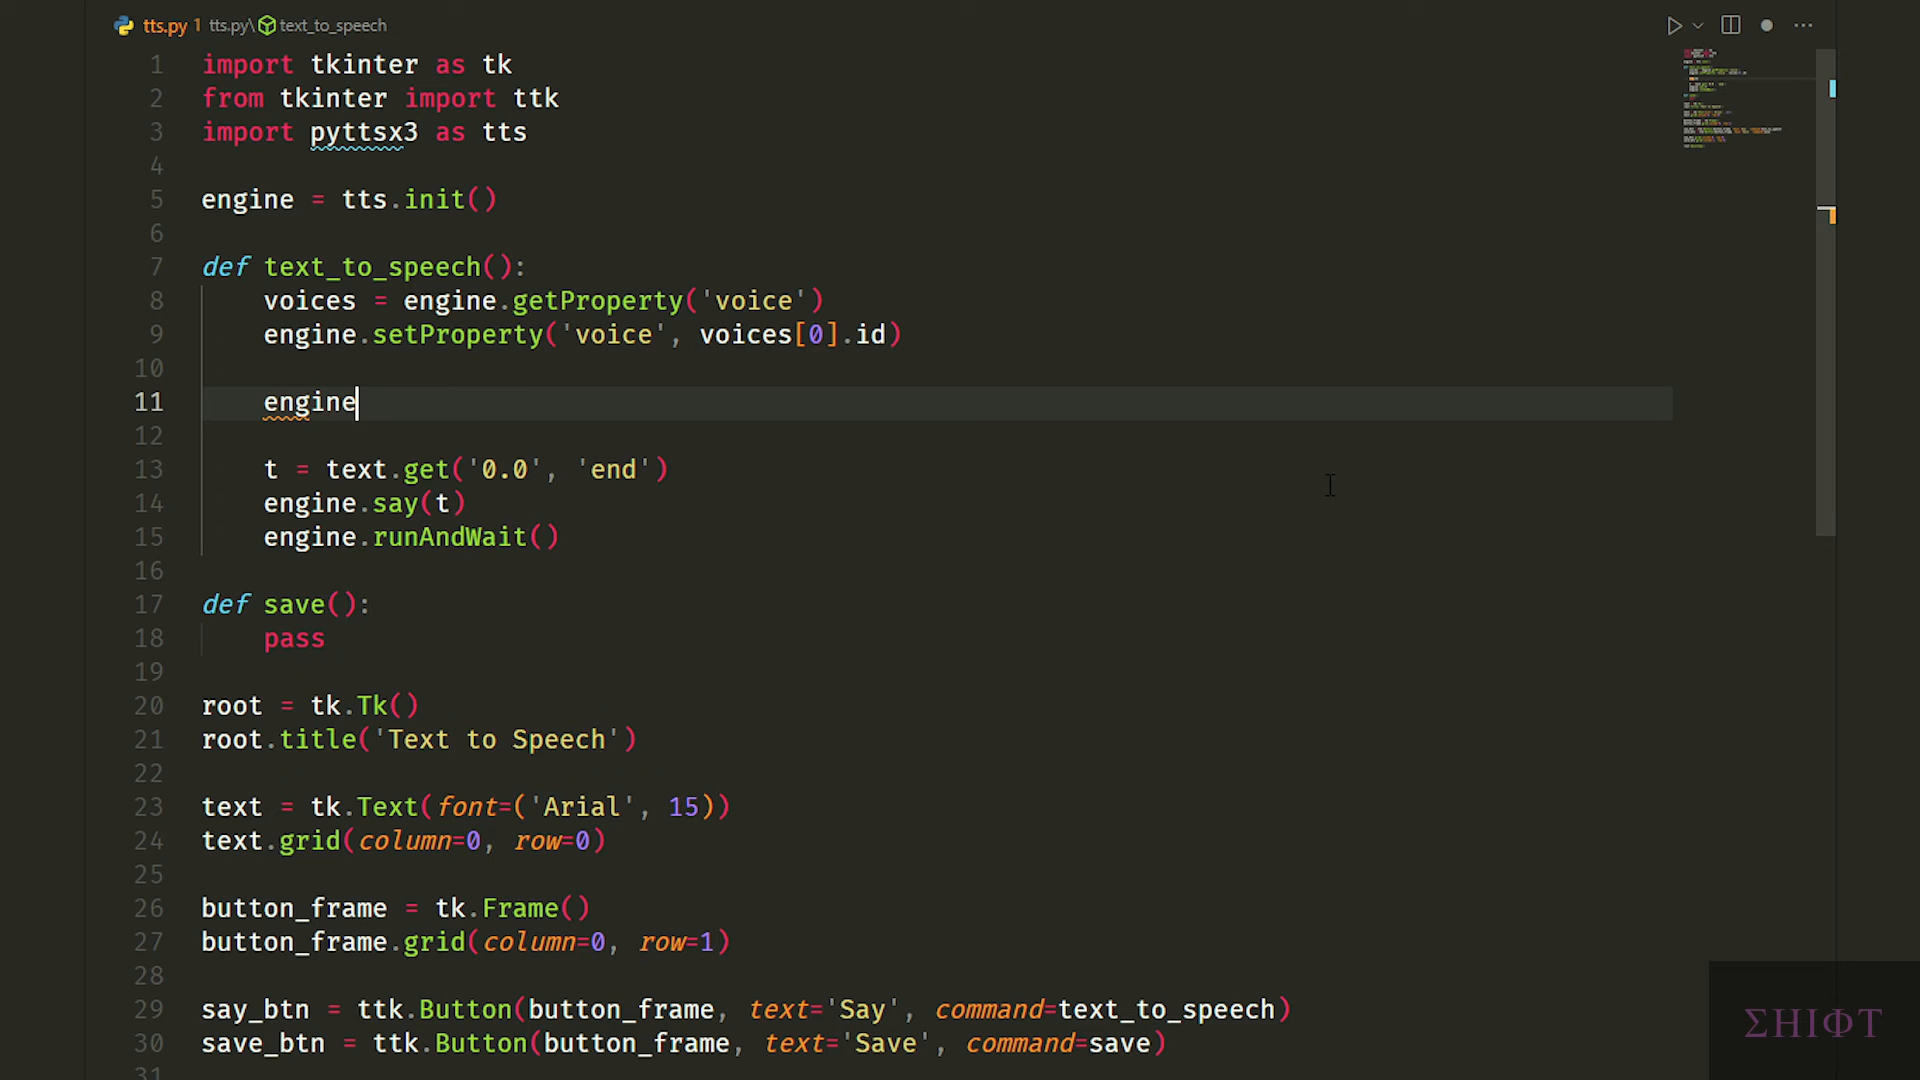 tts.py 1 tts.py\ text_to_speech
1 import tkinter as tk
2 from tkinter import ttk
3 import pyttsx3 as tts
4
5 engine = tts.init()
6
7 def text_to_speech():
8     voices = engine.getProperty('voice')
9     engine.setProperty('voice', voices[0].id)
10
11     engine
12
13     t = text.get('0.0', 'end')
14     engine.say(t)
15     engine.runAndWait()
16
17 def save():
18     pass
19
20 root = tk.Tk()
21 root.title('Text to Speech')
22
23 text = tk.Text(font=('Arial', 15))
24 text.grid(column=0, row=0)
25
26 button_frame = tk.Frame()
27 button_frame.grid(column=0, row=1)
28
29 say_btn = ttk.Button(button_frame, text='Say', command=text_to_speech)
30 save_btn = ttk.Button(button_frame, text='Save', command=save)
31
ΣHIΦT